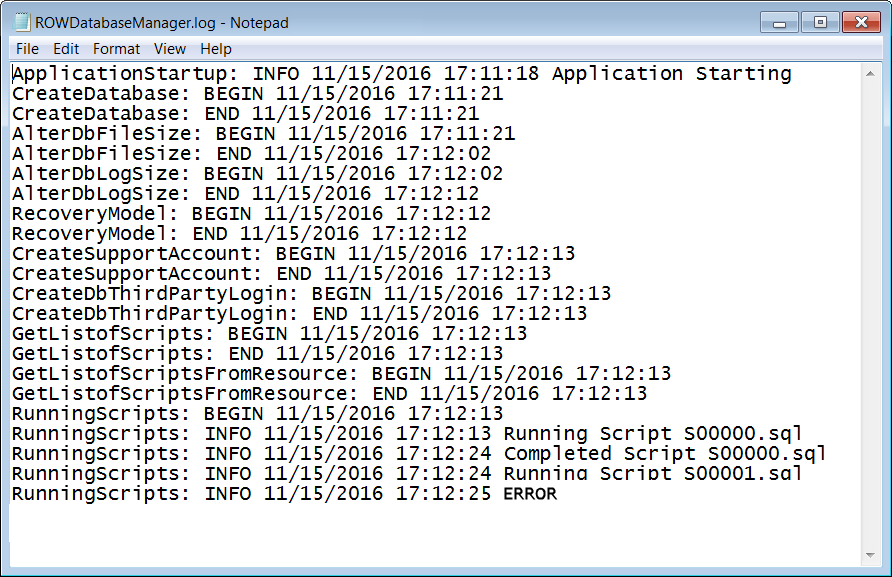 ROWDatabaseManager.log - Notepad
File Edit Format View Help
ApplicationStartup: INFO 11/15/2016 17:11:18 Application Starting
CreateDatabase: BEGIN 11/15/2016 17:11:21
CreateDatabase: END 11/15/2016 17:11:21
AlterDbFileSize: BEGIN 11/15/2016 17:11:21
AlterDbFileSize: END 11/15/2016 17:12:02
AlterDbLogSize: BEGIN 11/15/2016 17:12:02
AlterDbLogSize: END 11/15/2016 17:12:12
RecoveryModel: BEGIN 11/15/2016 17:12:12
RecoveryModel: END 11/15/2016 17:12:12
CreateSupportAccount: BEGIN 11/15/2016 17:12:13
CreateSupportAccount: END 11/15/2016 17:12:13
CreateDbThirdPartyLogin: BEGIN 11/15/2016 17:12:13
CreateDbThirdPartyLogin: END 11/15/2016 17:12:13
GetListofScripts: BEGIN 11/15/2016 17:12:13
GetListofScripts: END 11/15/2016 17:12:13
GetListofScriptsFromResource: BEGIN 11/15/2016 17:12:13
GetListofScriptsFromResource: END 11/15/2016 17:12:13
RunningScripts: BEGIN 11/15/2016 17:12:13
RunningScripts: INFO 11/15/2016 17:12:13 Running Script S00000.sql
RunningScripts: INFO 11/15/2016 17:12:24 Completed Script S00000.sql
RunningScripts: INFO 11/15/2016 17:12:24 Running Script S00001.sql
RunningScripts: INFO 11/15/2016 17:12:25 ERROR